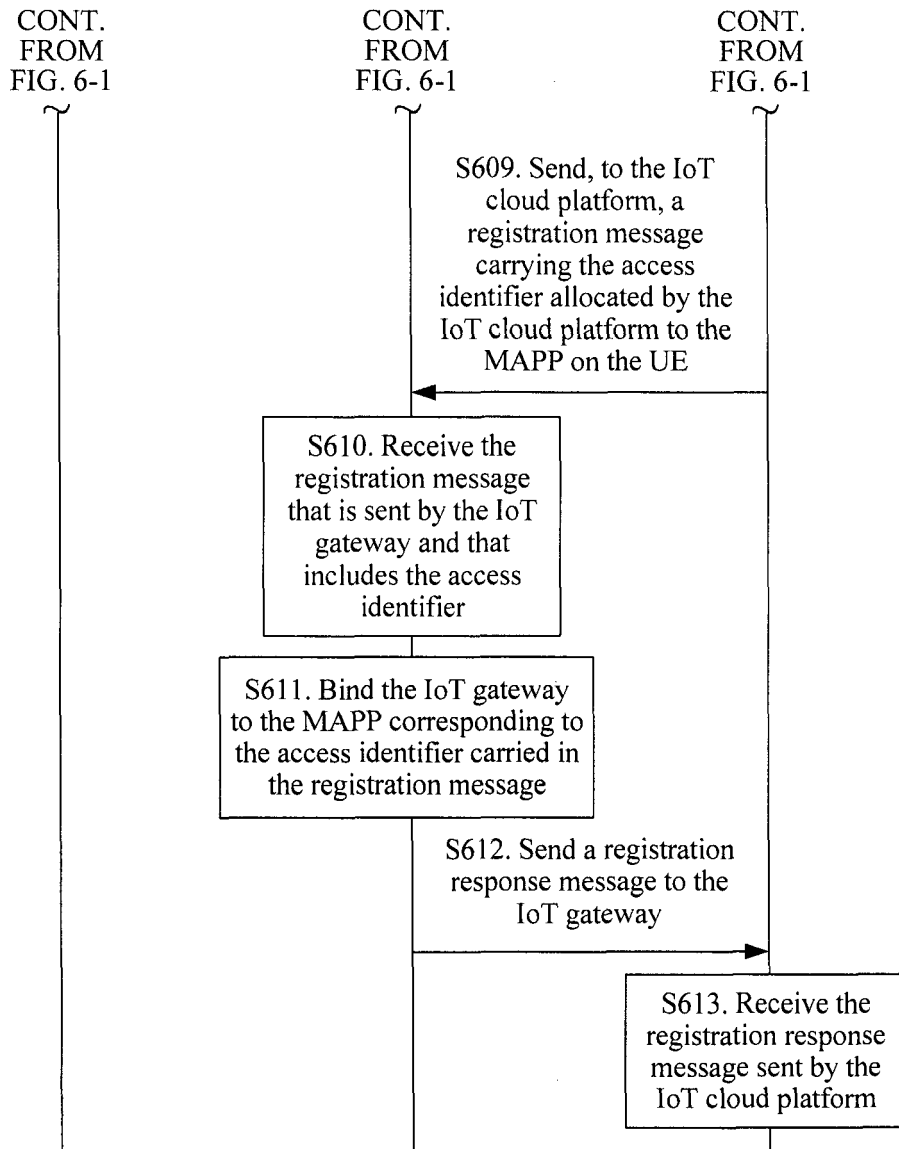 CONT.
FROM
FIG. 6-1
CONT.
FROM
FIG. 6-1
CONT.
FROM
FIG. 6-1
S609. Send, to the IoT
cloud platform, a
registration message
carrying the access
identifier allocated by the
IoT cloud platform to the
MAPP on the UE
S610. Receive the
registration message
that is sent by the IoT
gateway and that
includes the access
identifier
S611. Bind the IoT gateway
to the MAPP corresponding to
the access identifier carried in
the registration message
S612. Send a registration
response message to the
IoT gateway
S613. Receive the
registration response
message sent by the
IoT cloud platform